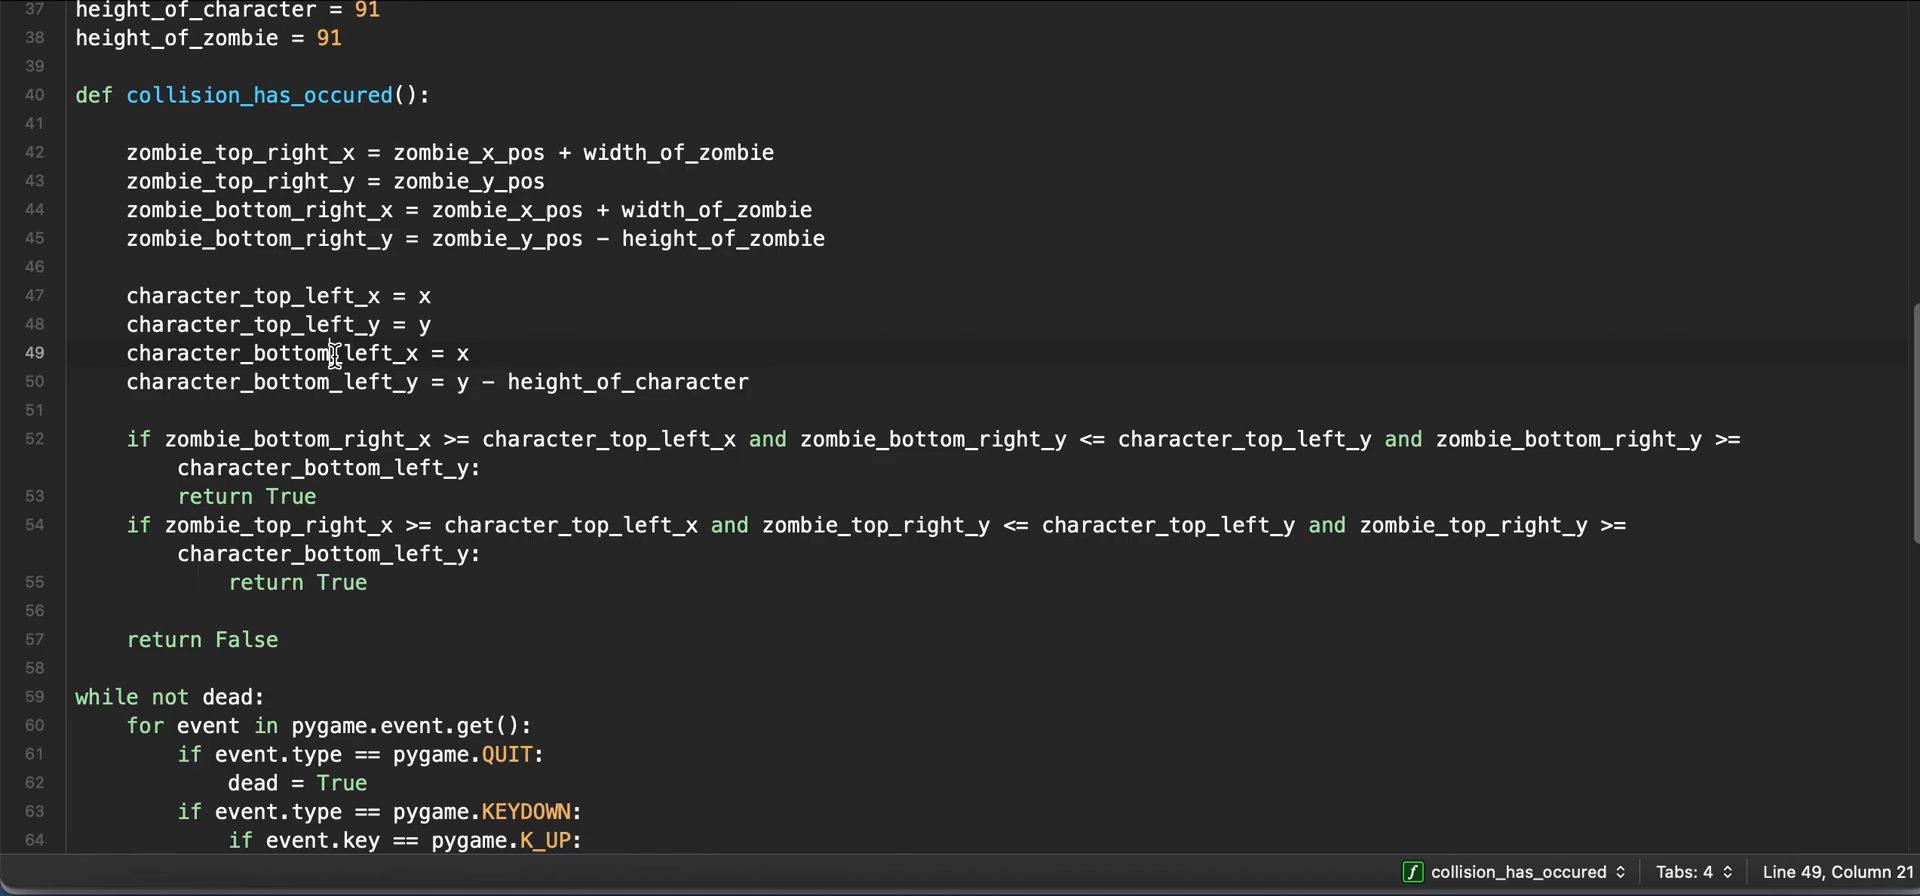 37 height_of_character = 91
38 height_of_zombie = 91
39
40 def collision_has_occured():
41
42 zombie_top_right_x = zombie_x_pos + width_of_zombie
43 zombie_top_right_y = zombie_y_pos
44 zombie_bottom_right_x = zombie_x_pos + width_of_zombie
45 zombie_bottom_right_y = zombie_y_pos - height_of_zombie
46
47 character_top_left_x = x
48 character_top_left_y = y
49 character_bottom_left_x = x
50 character_bottom_left_y = y - height_of_character
51
52 if zombie_bottom_right_x >= character_top_left_x and zombie_bottom_right_y <= character_top_left_y and zombie_bottom_right_y >=
character_bottom_left_y:
53 return True
54 if zombie_top_right_x >= character_top_left_x and zombie_top_right_y <= character_top_left_y and zombie_top_right_y >=
character_bottom_left_y:
55 return True
56
57 return False
58
59 while not dead:
60 for event in pygame.event.get():
61 if event.type == pygame.QUIT:
62 dead = True
63 if event.type == pygame.KEYDOWN:
64 if event.key == pygame.K_UP:
f collision_has_occured Tabs: 4 Line 49, Column 21